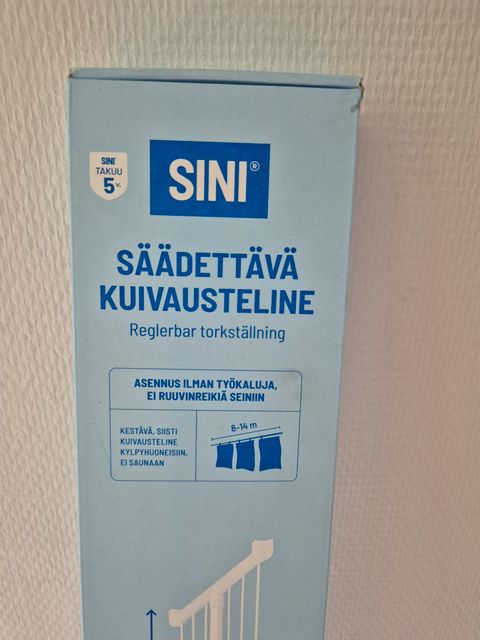 SINI®
TAKUU
5 v.
SINI®
SÄÄDETTÄVÄ
KUIVAUSTELINE
Reglerbar torkställning
ASENNUS ILMAN TYÖKALUJA,
EI RUUVINREIKIÄ SEINIIN
KESTÄVÄ, SIISTI
KUIVAUSTELINE
KYLPYHUONEISIIN,
EI SAUNAAN
8-14 m